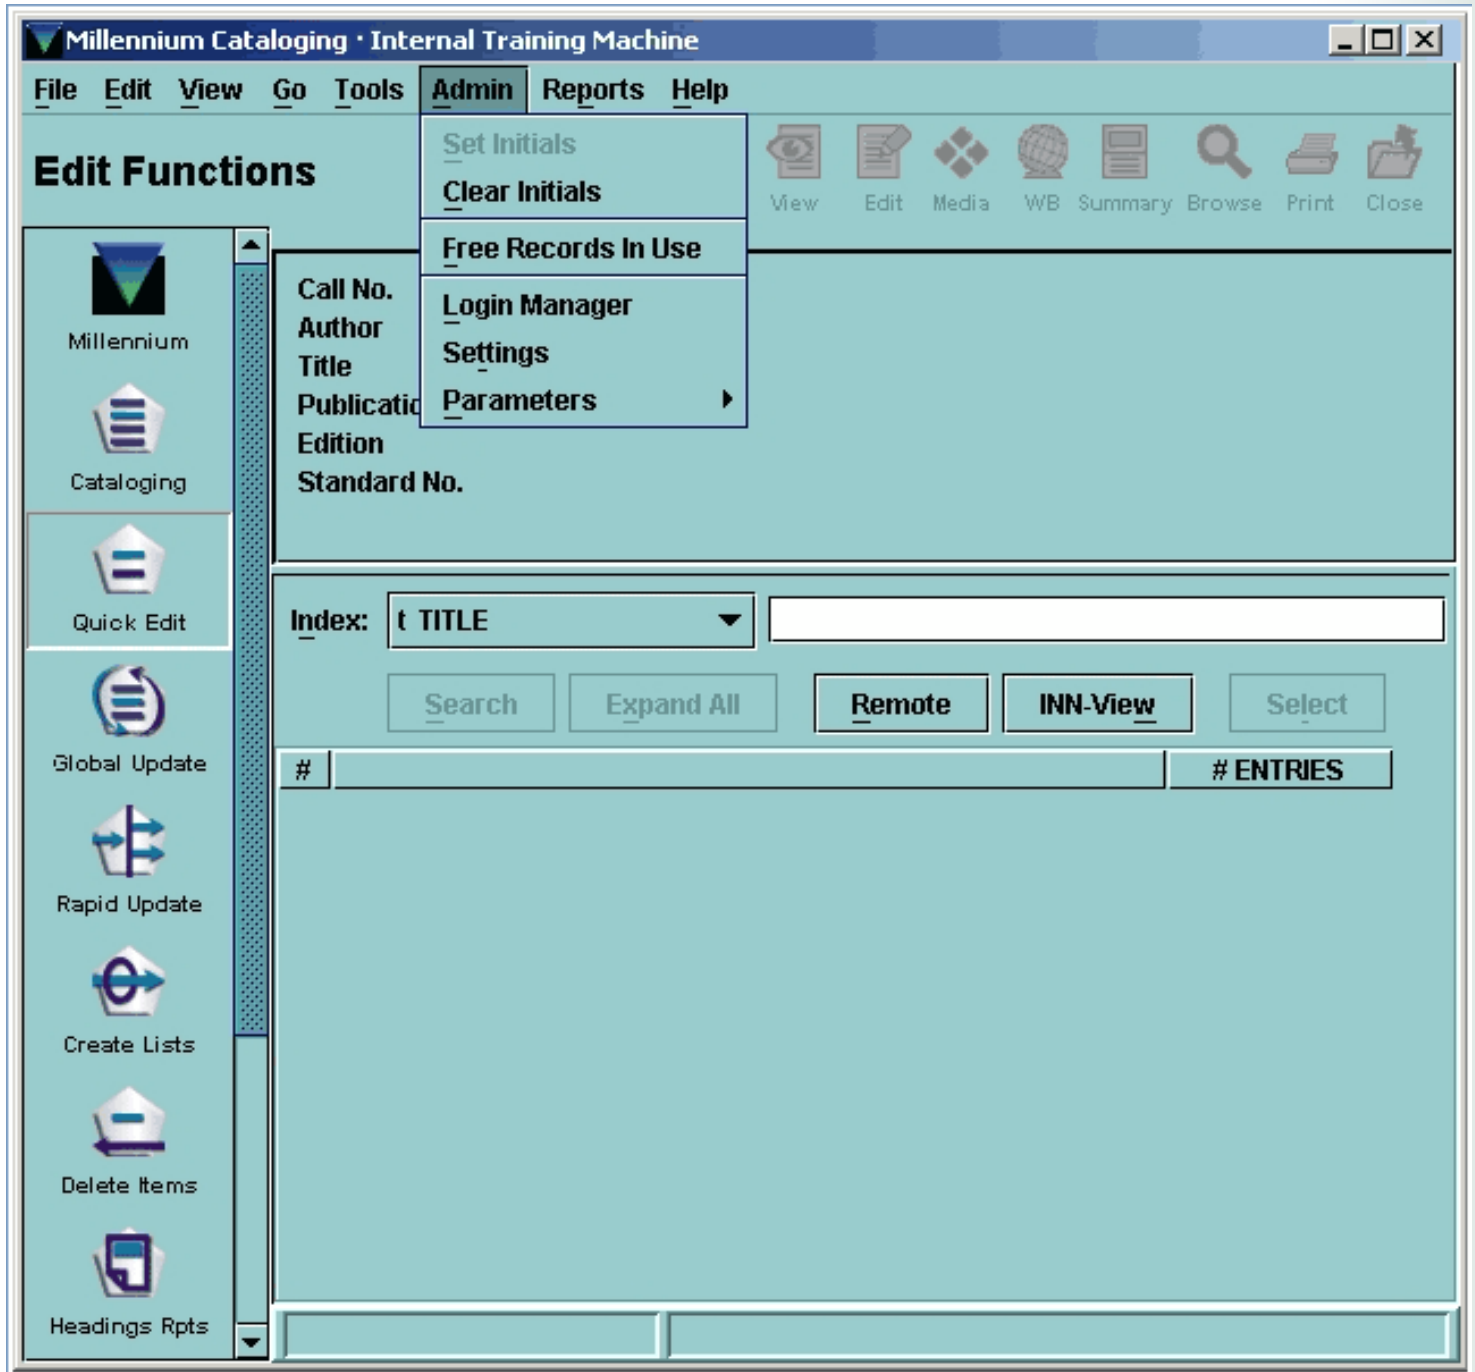 Millennium Cataloging · Internal Training Machine
File Edit View Go Tools Admin Reports Help
Edit Functions
Set Initials
Clear Initials
Free Records In Use
Login Manager
Settings
Parameters
View Edit Media WB Summary Browse Print Close
Millennium
Cataloging
Quick Edit
Global Update
Rapid Update
Create Lists
Delete Items
Headings Rpts
Call No.
Author
Title
Publicatio
Edition
Standard No.
Index: t TITLE
Search Expand All Remote INN-View Select
# # ENTRIES